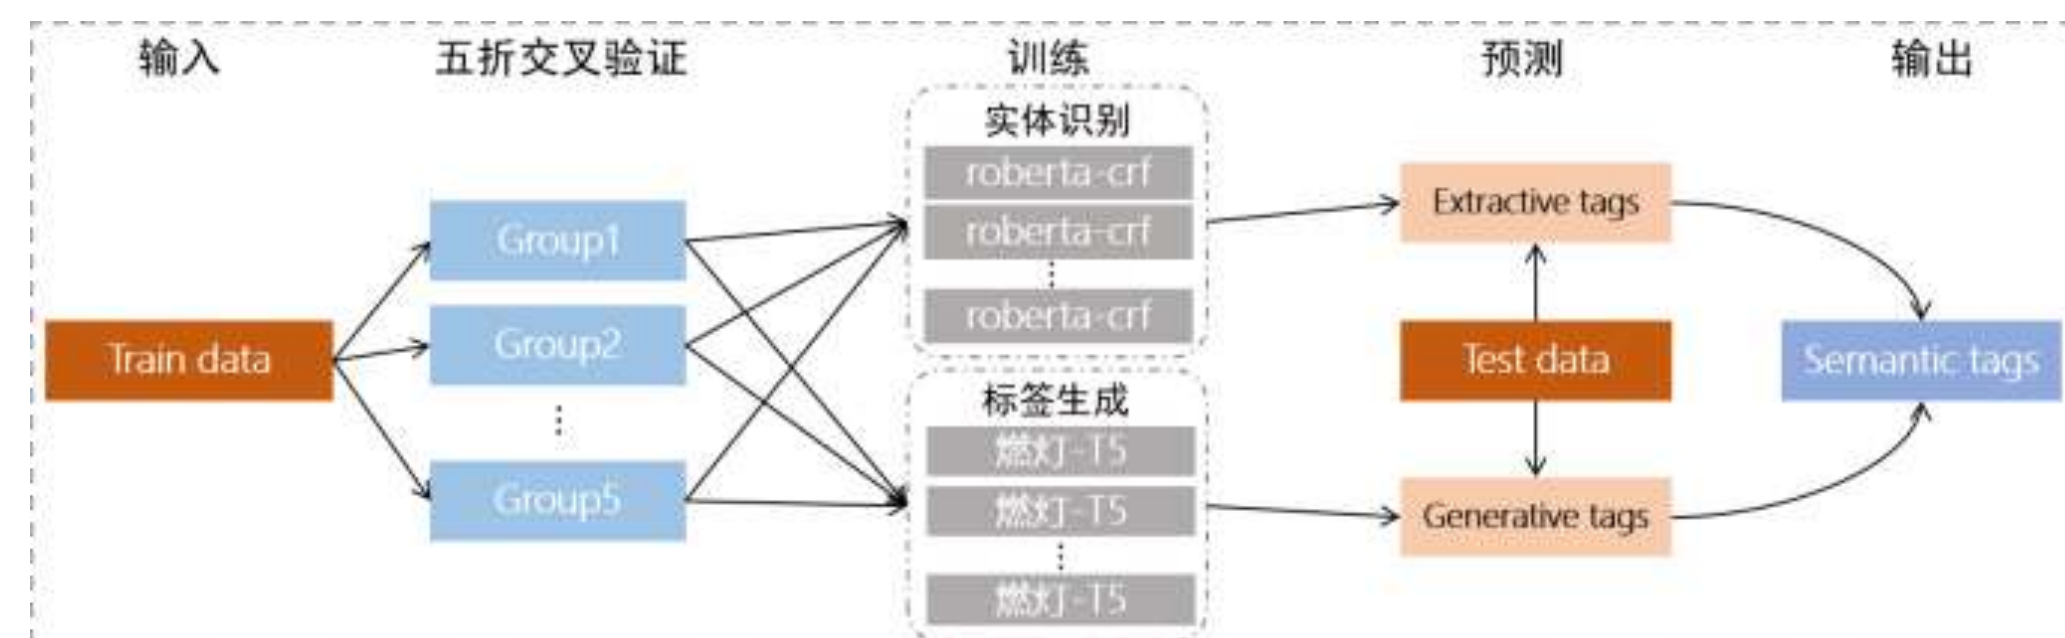 输入
五折交叉验证
训练
预测
输出
Train data
Group1
Group2
Group5
实体识别
roberta-crf
roberta-crf
roberta-crf
标签生成
燃灯-T5
燃灯-T5
燃灯-T5
Extractive tags
Test data
Generative tags
Semantic tags